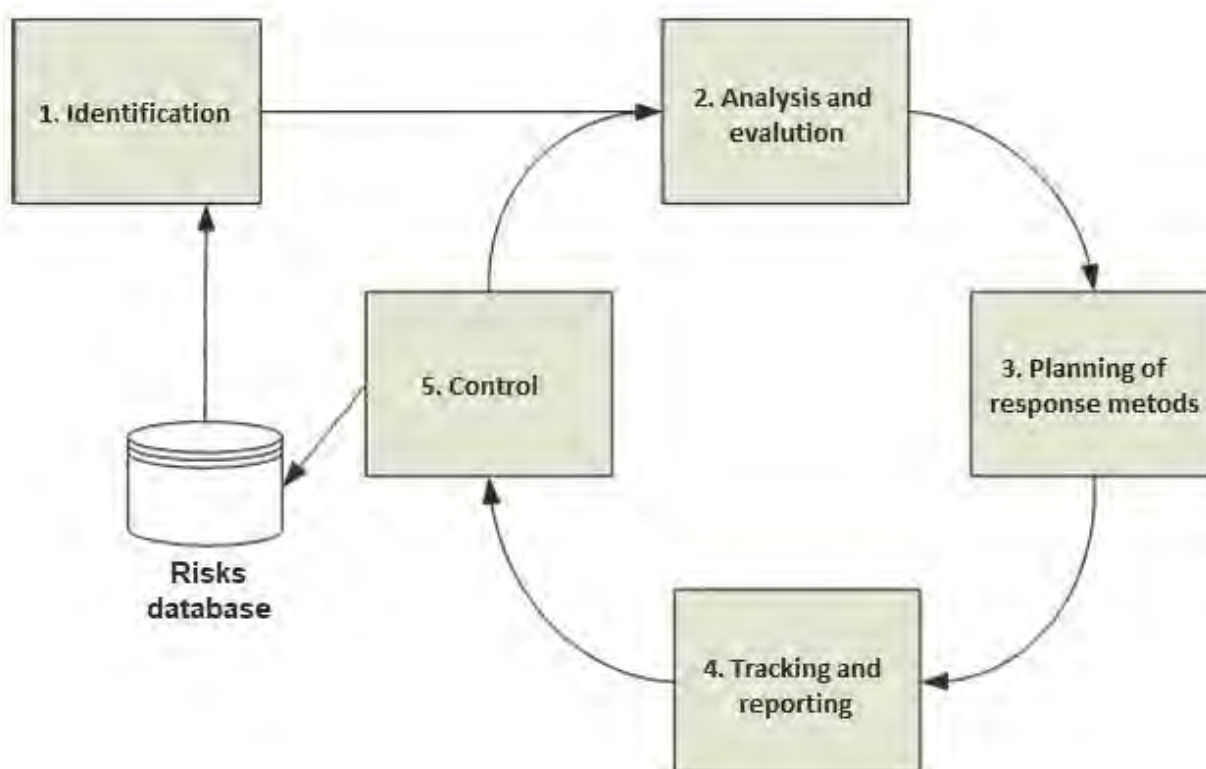 1. Identification
2. Analysis and
evalution
3. Planning of
response metods
4. Tracking and
reporting
5. Control
Risks
database